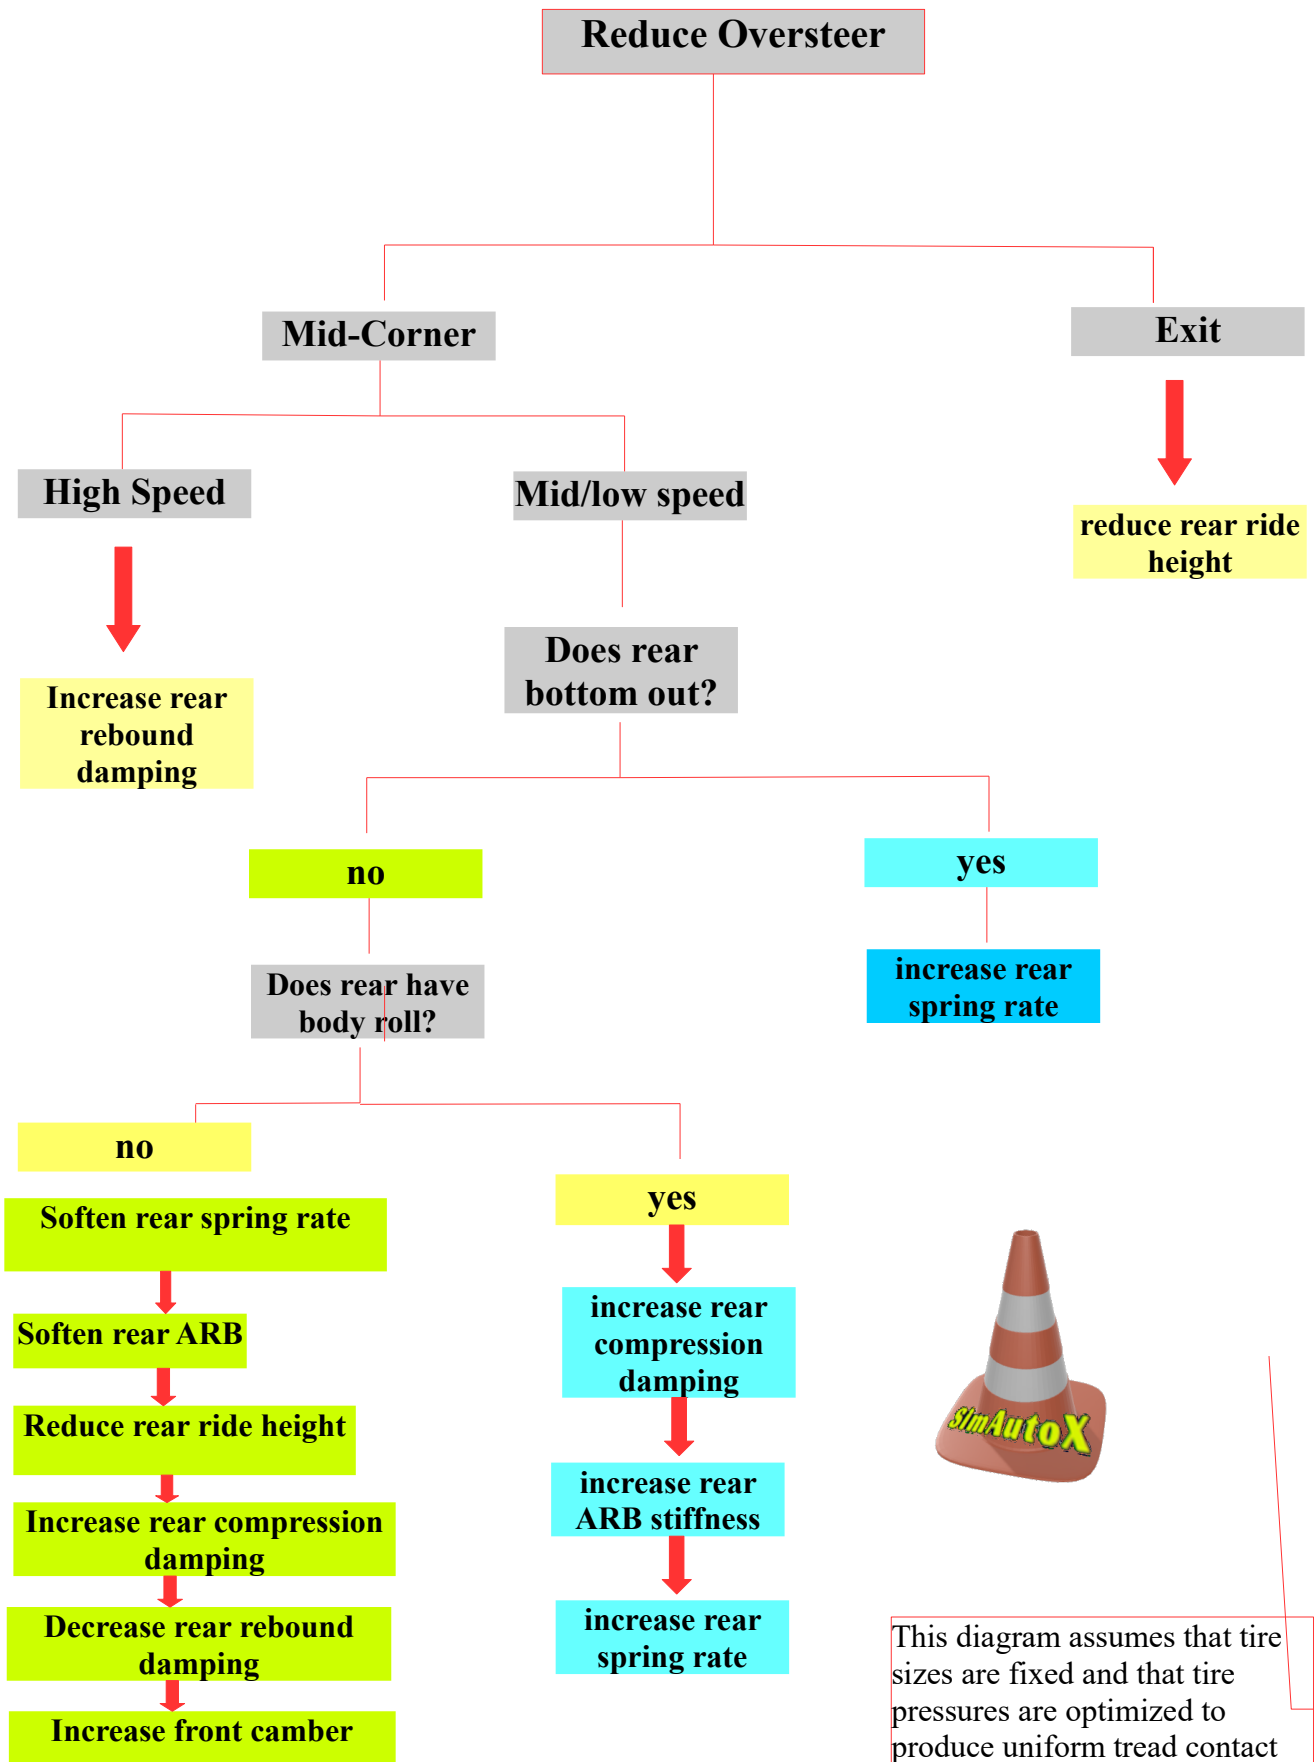 Reduce Oversteer
Mid-Corner
Exit
High Speed
Mid/low speed
reduce rear ride
height
Does rear
bottom out?
Increase rear
rebound
damping
no
yes
Does rear have
body roll?
increase rear
spring rate
no
yes
Soften rear spring rate
Soften rear ARB
Reduce rear ride height
Increase rear compression
damping
Decrease rear rebound
damping
Increase front camber
increase rear
compression
damping
increase rear
ARB stiffness
increase rear
spring rate
SimAutoX
This diagram assumes that tire
sizes are fixed and that tire
pressures are optimized to
produce uniform tread contact